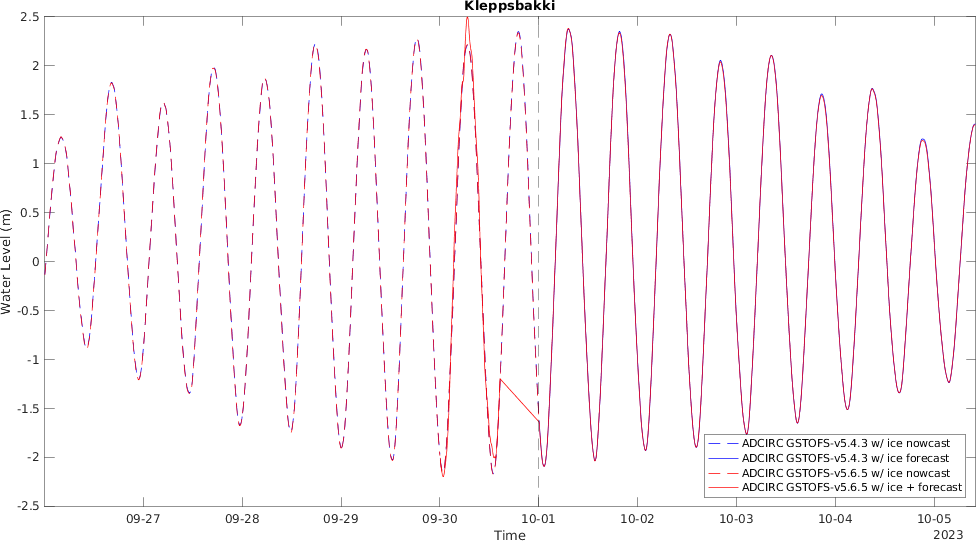 Kleppsbakki
2.5
2
1.5
1
0.5
0
-0.5
-1
-1.5
-2
-2.5
Water Level (m)
09-27 09-28 09-29 09-30 10-01 10-02 10-03 10-04 10-05
Time
2023
ADCIRC GSTOFS-v5.4.3 w/ ice nowcast
ADCIRC GSTOFS-v5.4.3 w/ ice forecast
ADCIRC GSTOFS-v5.6.5 w/ ice nowcast
ADCIRC GSTOFS-v5.6.5 w/ ice + forecast